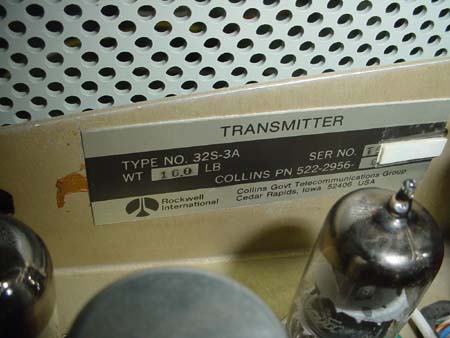 TRANSMITTER
TYPE NO. 32S-3A SER NO.
WT 16.0 LB COLLINS PN 522-2956-
Rockwell International
Collins Govt Telecommunications Group
Cedar Rapids, Iowa 52406 USA